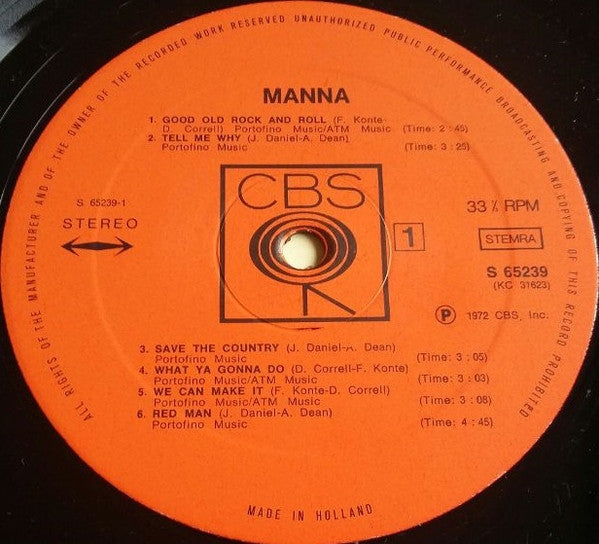 ALL RIGHTS OF THE MANUFACTURER AND OF THE OWNER OF THE RECORDED WORK RESERVED UNAUTHORIZED PUBLIC PERFORMANCE BROADCASTING AND COPYING OF THIS RECORD PROHIBITED
MANNA
1. GOOD OLD ROCK AND ROLL (F. Konte-
D. Correll) Portofino Music/ATM Music (Time: 2 : 45)
2. TELL ME WHY (J. Daniel-A. Dean)
Portofino Music (Time: 3 : 25)
CBS
S 65239-1
STEREO
33⅓ RPM
1
STEMRA
S 65239
(KC 31623)
Ⓟ 1972 CBS, Inc.
3. SAVE THE COUNTRY (J. Daniel-A. Dean)
Portofino Music (Time: 3 : 05)
4. WHAT YA GONNA DO (D. Correll-F. Konte)
Portofino Music/ATM Music (Time: 3 : 03)
5. WE CAN MAKE IT (F. Konte-D. Correll)
Portofino Music/ATM Music (Time: 3 : 08)
6. RED MAN (J. Daniel-A. Dean)
Portofino Music (Time: 4 : 45)
MADE IN HOLLAND